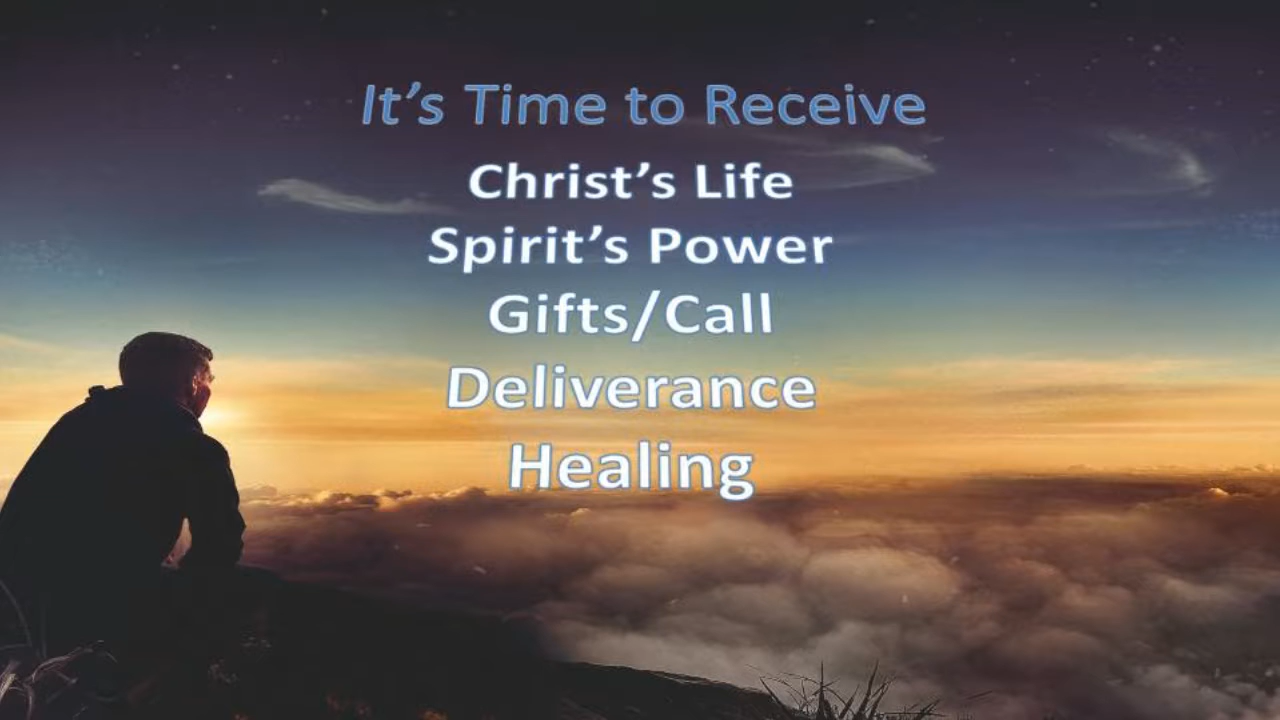 It's Time to Receive
Christ's Life
Spirit's Power
Gifts/Call
Deliverance
Healing